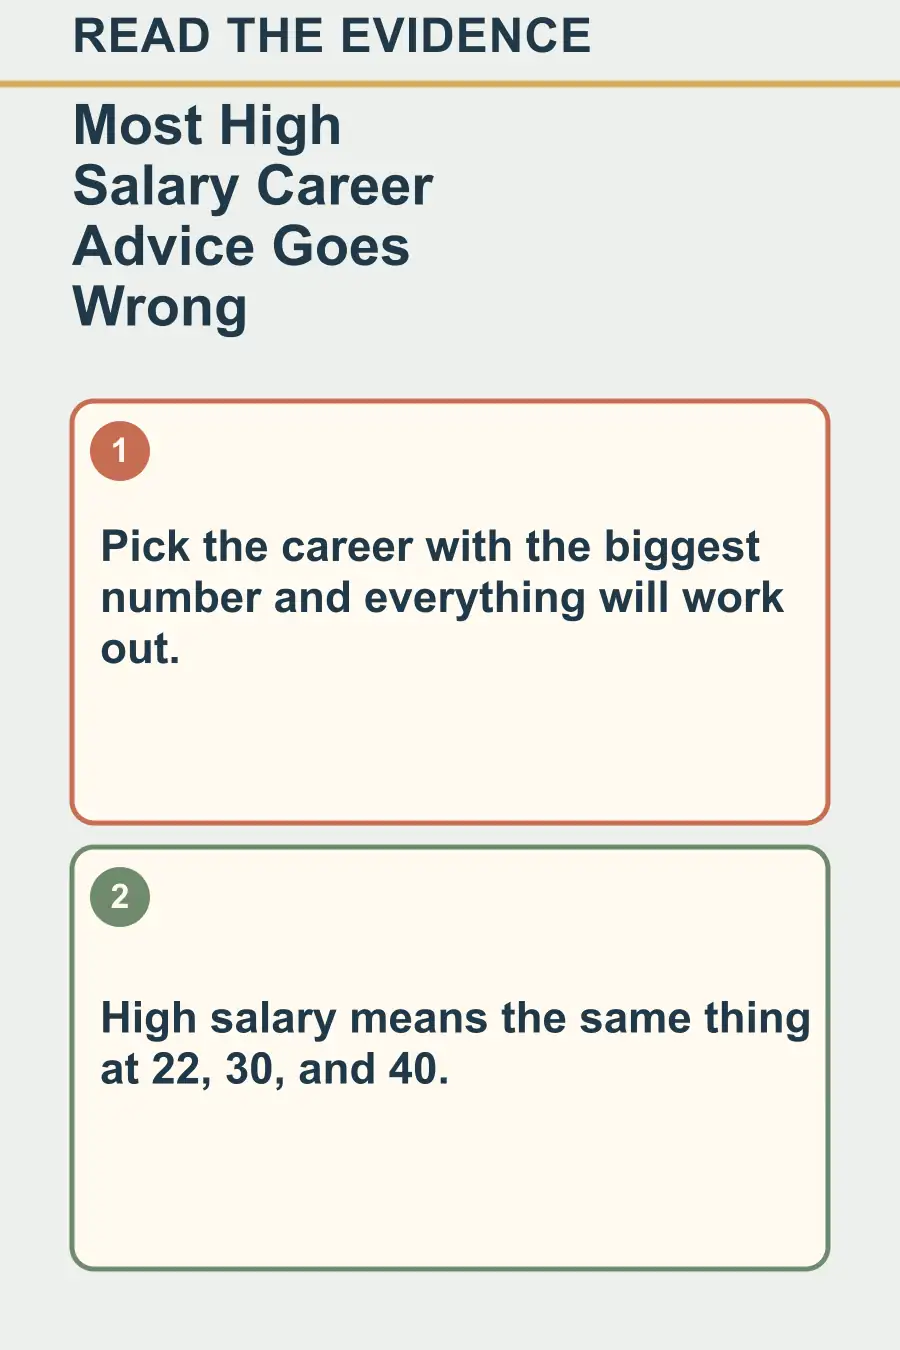 READ THE EVIDENCE
Most High
Salary Career
Advice Goes
Wrong
1
Pick the career with the biggest
number and everything will work
out.
2
High salary means the same thing
at 22, 30, and 40.